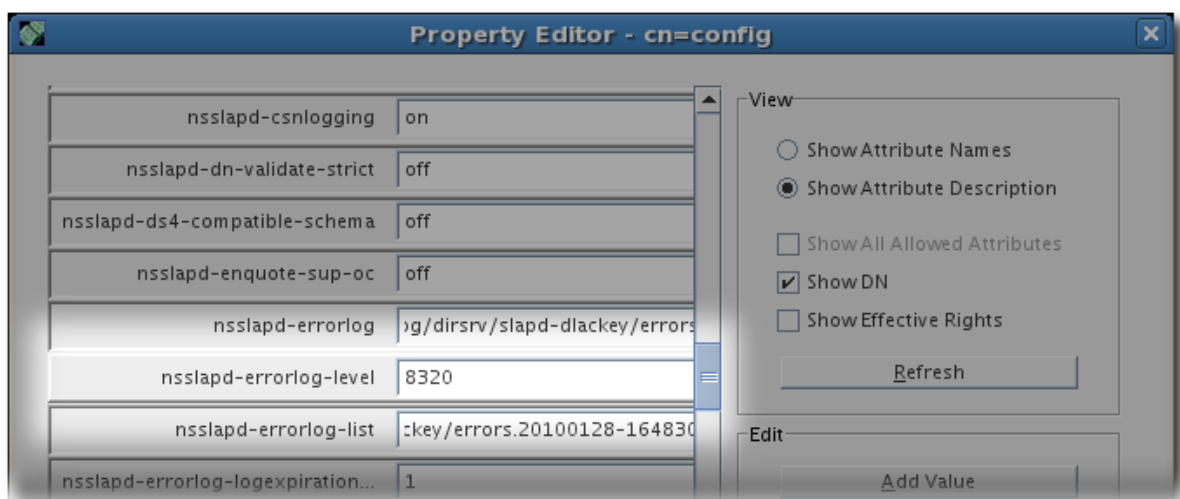 Property Editor - cn=config
nsslapd-csnlogging on
nsslapd-dn-validate-strict off
nsslapd-ds4-compatible-schema off
nsslapd-enquote-sup-oc off
nsslapd-errorlog og/dirsrv/slapd-dlackey/errors
nsslapd-errorlog-level 8320
nsslapd-errorlog-list ckey/errors.20100128-164830
nsslapd-errorlog-logexpiration... 1
View
Show Attribute Names
Show Attribute Description
Show All Allowed Attributes
Show DN
Show Effective Rights
Refresh
Edit
Add Value